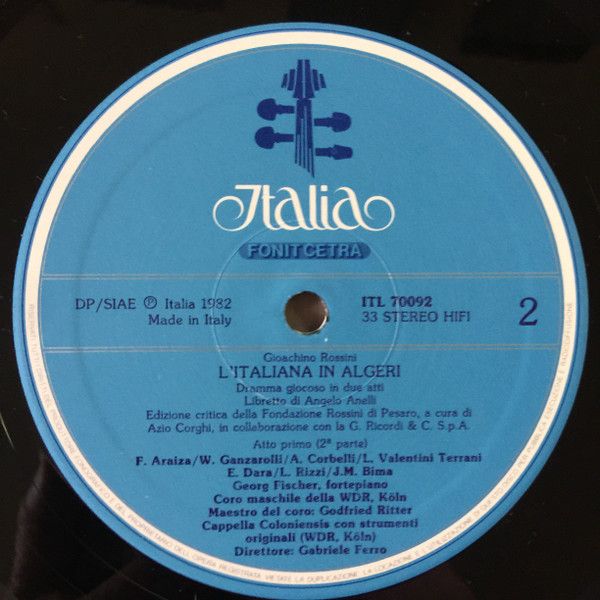 Italia
FONIT CETRA
DP/SIAE Ⓟ Italia 1982
Made in Italy
ITL 70092
33 STEREO HIFI
2
Gioachino Rossini
L'ITALIANA IN ALGERI
Dramma giocoso in due atti
Libretto di Angelo Anelli
Edizione critica della Fondazione Rossini di Pesaro, a cura di
Azio Corghi, in collaborazione con la G. Ricordi & C. S.p.A.
Atto primo (2ª parte)
F. Araiza/W. Ganzarolli/A. Corbelli/L. Valentini Terrani
E. Dara/L. Rizzi/J.M. Bima
Georg Fischer, fortepiano
Coro maschile della WDR, Köln
Maestro del coro: Godfried Ritter
Cappella Coloniensis con strumenti
originali (WDR, Köln)
Direttore: Gabriele Ferro